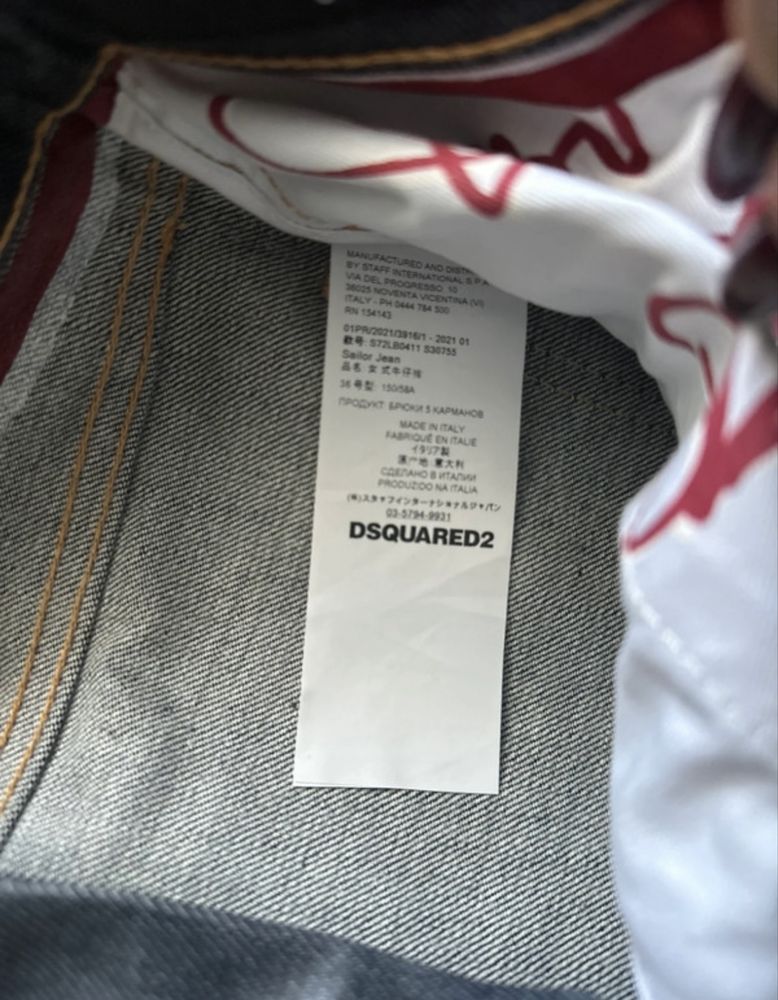 MANUFACTURED AND DISTR
BY STAFF INTERNATIONAL S.P.A
VIA DEL PROGRESSO 10
36025 NOVENTA VICENTINA (VI)
ITALY - PH 0444 784 500
RN 134143
01PR/2021/3916/1 - 2021 01
款号: S72LB0411 S30755
Sailor Jean
品名: 女式牛仔裤
36 号型: 150/58A
ПРОДУКТ: БРЮКИ 5 КАРМАНОВ
MADE IN ITALY
FABRIQUÉ EN ITALIE
イタリア製
原产地: 意大利
СДЕЛАНО В ИТАЛИИ
PRODUZIDO NA ITALIA
(株)スタッフインターナショナルジャパン
03-5794-9931
DSQUARED2